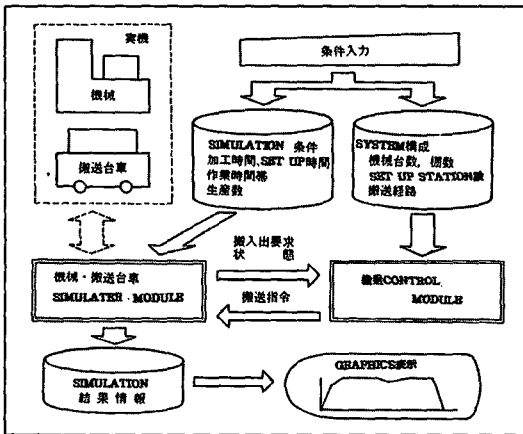 実機
機械
搬送台車
条件入力
SIMULATION 条件
加工時間,SET UP時間
作業時間帯
生産数
SYSTEM構成
機械台数,棚数
SET UP STATION数
搬送経路
搬入出要求
状 態
搬送指令
機械・搬送台車
SIMULATER・MODULE
CONTROL
MODULE
SIMULATION
結果情報
GRAPHICS表示